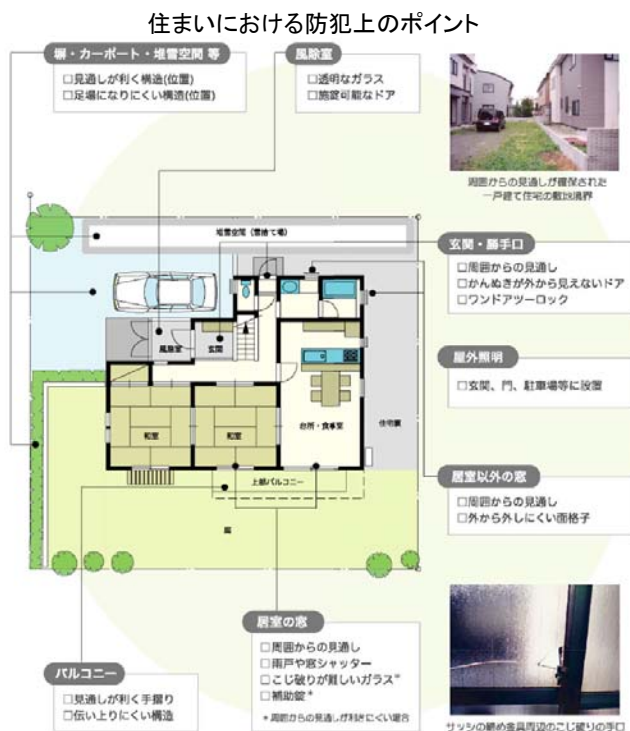 住まいにおける防犯上のポイント
塀・カーポート・堆雪空間 等
□見通しが利く構造(位置)
□足場になりにくい構造(位置)
風除室
□透明なガラス
□施錠可能なドア
周囲からの見通しが確保された
一戸建て住宅の敷地境界
堆雪空間（雪捨て場）
玄関・勝手口
□周囲からの見通し
□かんぬきが外から見えないドア
□ワンドアツーロック
風除室
玄関
屋外照明
□玄関、門、駐車場等に設置
和室
和室
台所・食事室
上部バルコニー
庭
居室以外の窓
□周囲からの見通し
□外から外しにくい面格子
居室の窓
□周囲からの見通し
□雨戸や窓シャッター
□こじ破りが難しいガラス*
□補助錠*
*周囲からの見通しが利きにくい場合
バルコニー
□見通しが利く手摺り
□伝い上りにくい構造
サッシの締め金具周辺のこじ破りの手口